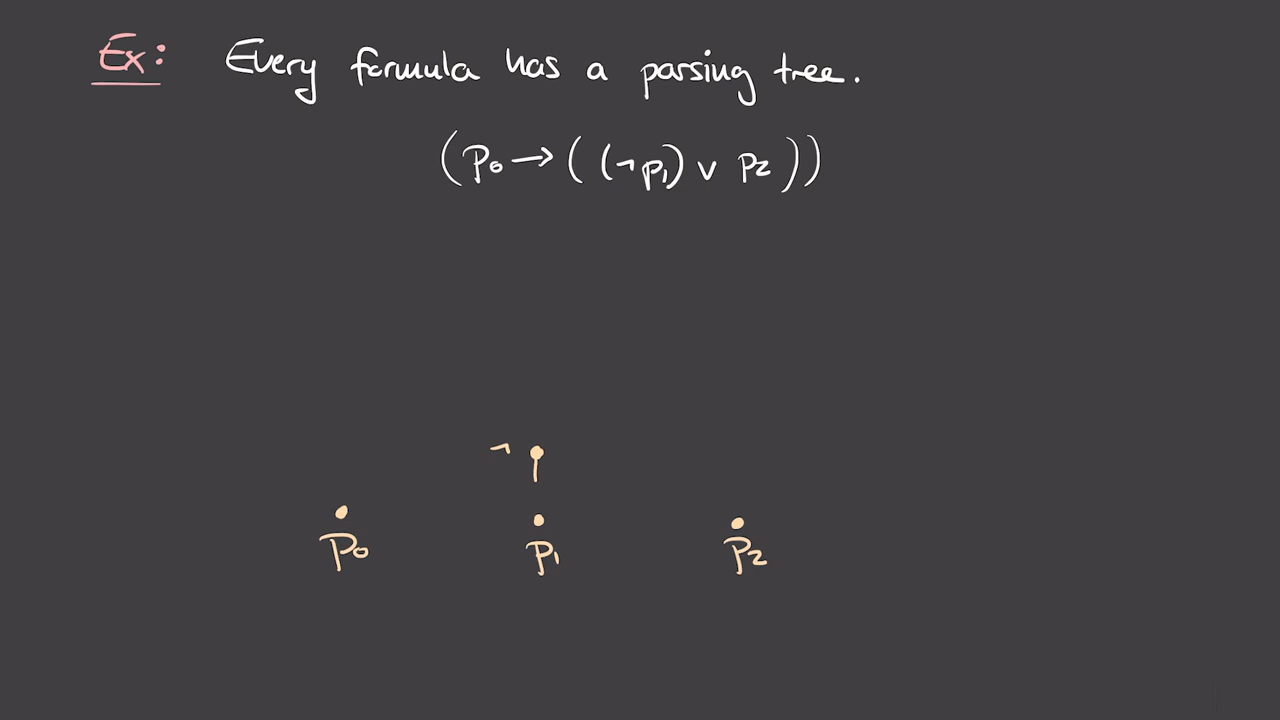 Ex: Every formula has a parsing tree.
(p₀ → ((¬p₁) ∨ p₂))
¬
p₀ p₁ p₂